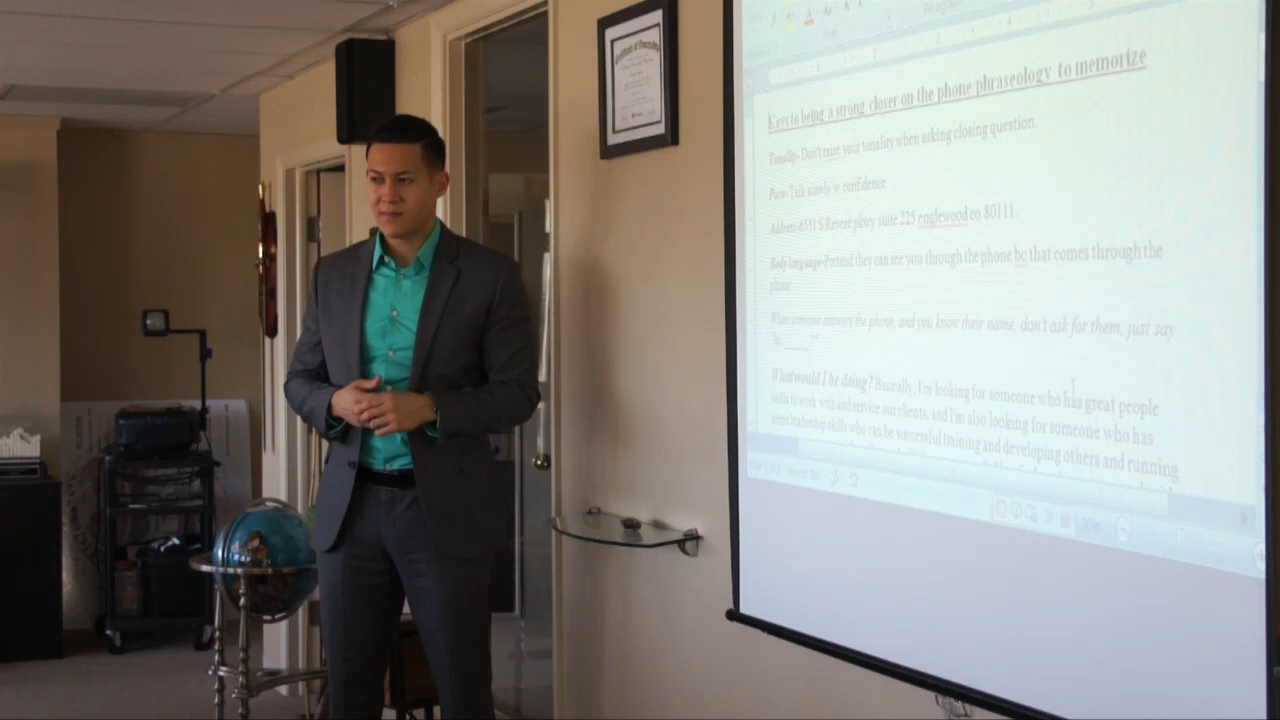 Certificate of
Keys to being a strong closer on the phone phraseology to memorize
Tonality- Don't raise your tonality when asking closing question.
Pace- Talk slowly w confidence
Address-6551 S Revere pkwy suite 225 englewood co 80111.
Body language-Pretend they can see you through the phone bc that comes through the
phone.
When someone answers the phone, and you know their name, don't ask for them, just say
What would I be doing? Basically, I'm looking for someone who has great people
skills to work with and service our clients, and I'm also looking for someone who has
some leadership skills who can be successful training and developing others and running